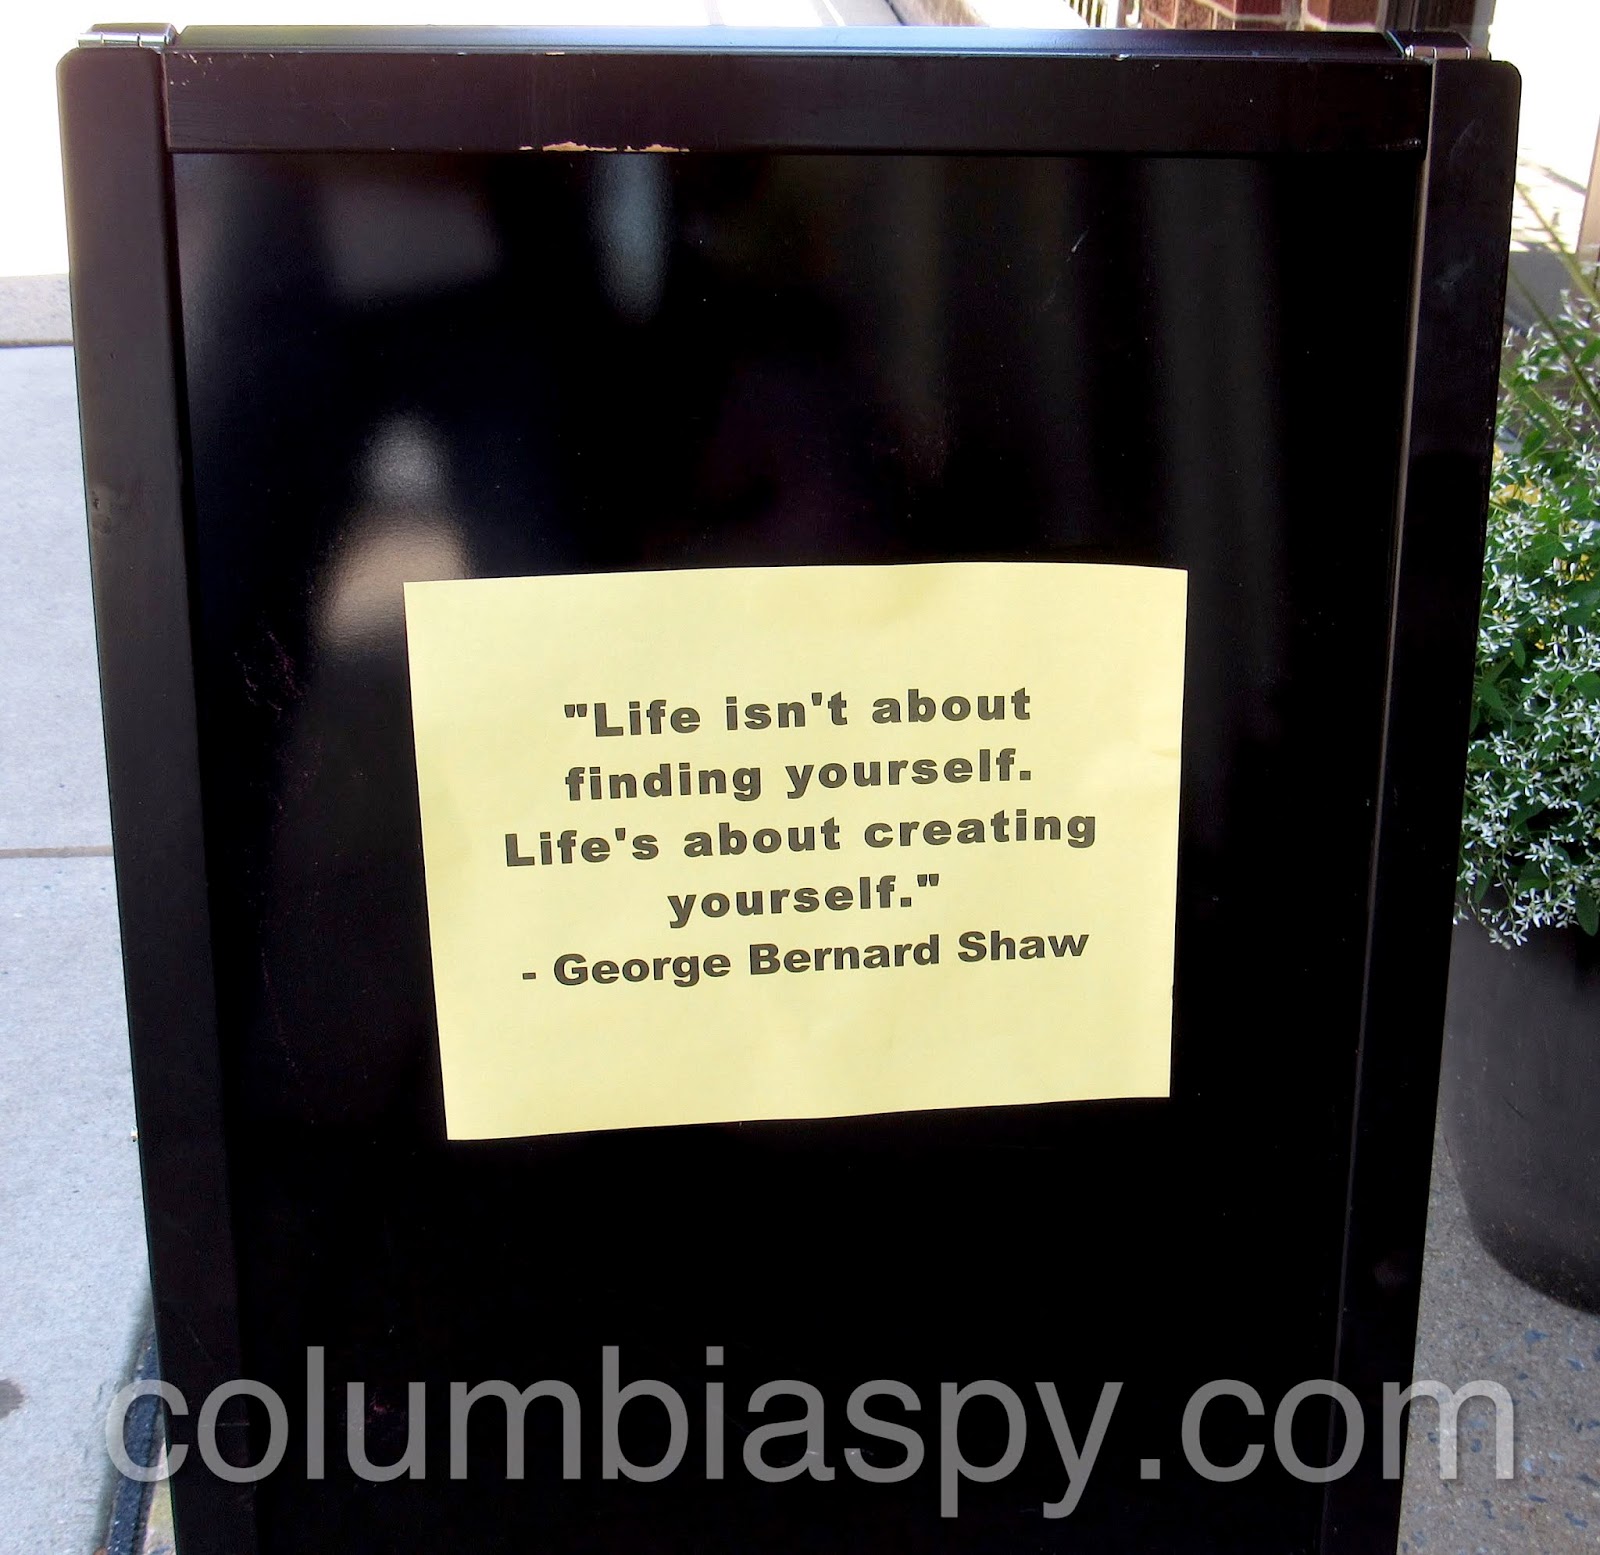 "Life isn't about
finding yourself.
Life's about creating
yourself."
- George Bernard Shaw
columbiaspy.com